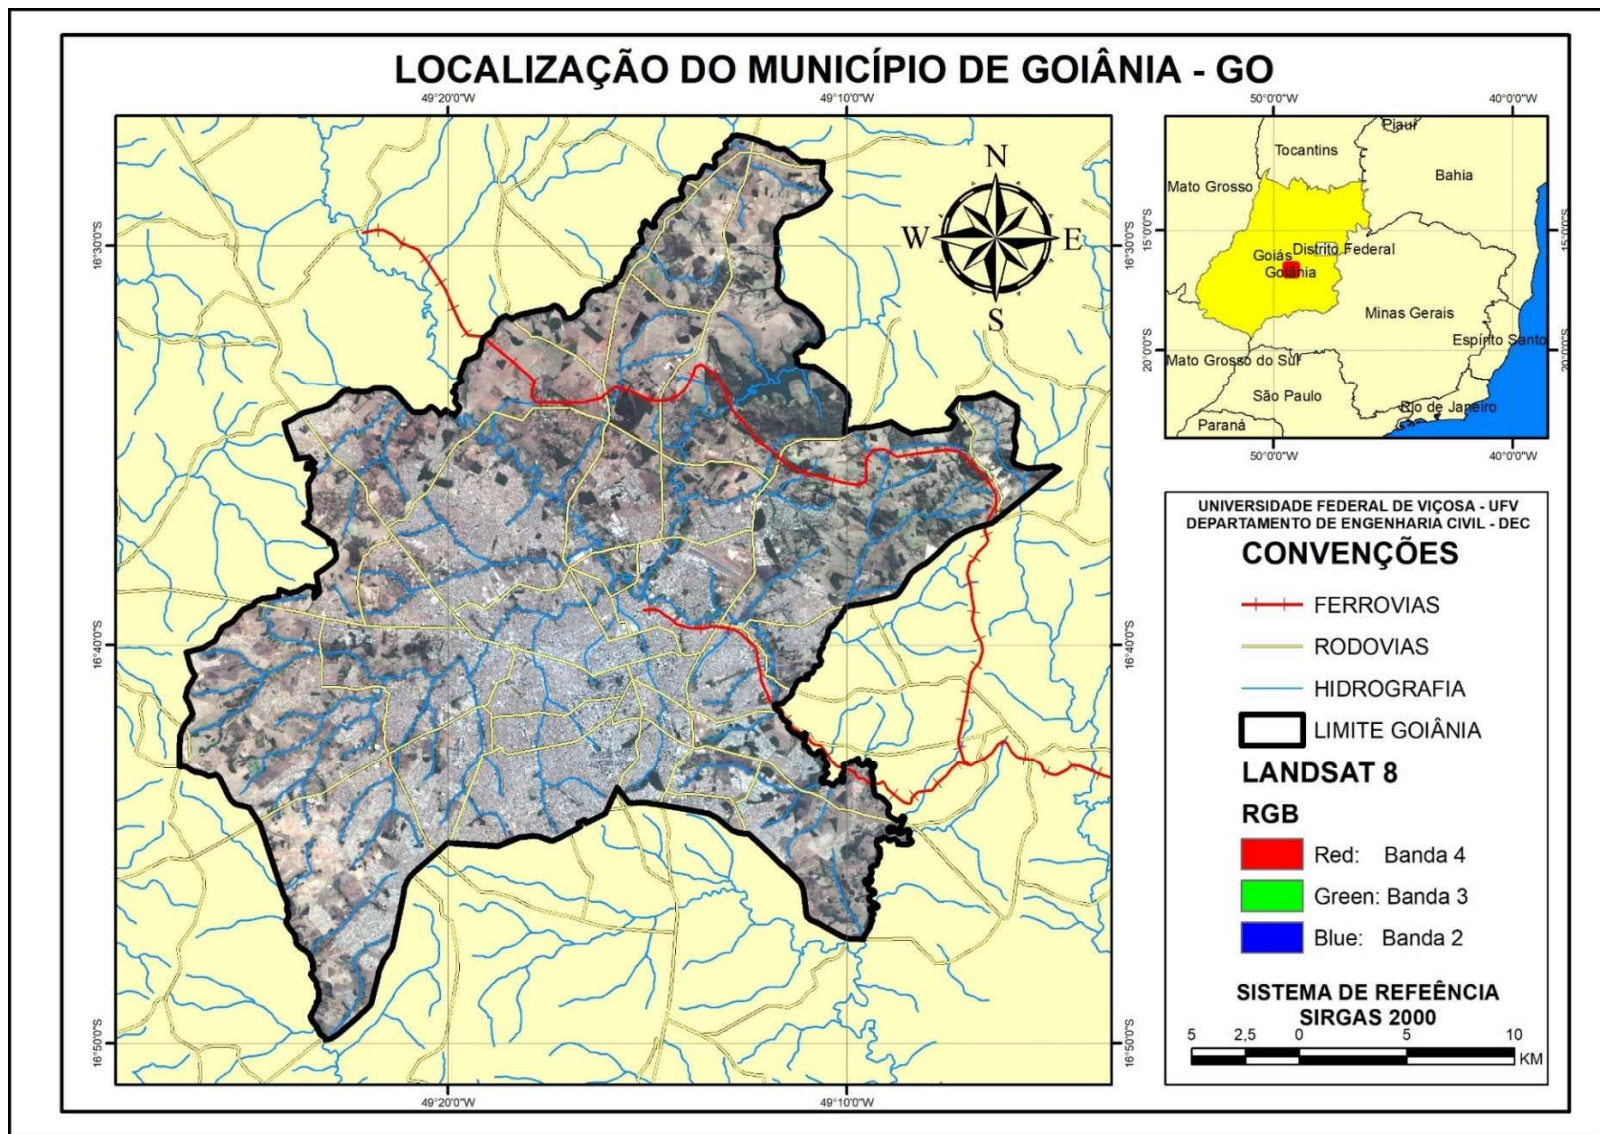 LOCALIZAÇÃO DO MUNICÍPIO DE GOIÂNIA - GO
49°20'0"W 49°10'0"W
16°30'0"S 16°30'0"S
16°40'0"S 16°40'0"S
16°50'0"S 16°50'0"S
49°20'0"W 49°10'0"W
N
W E
S
50°0'0"W 40°0'0"W
Piauí
Tocantins
Mato Grosso
Bahia
15°0'0"S 15°0'0"S
Distrito Federal
Goiás
Goiânia
Minas Gerais
Espírito Santo
20°0'0"S 20°0'0"S
Mato Grosso do Sul
São Paulo
Rio de Janeiro
Paraná
50°0'0"W 40°0'0"W
UNIVERSIDADE FEDERAL DE VIÇOSA - UFV
DEPARTAMENTO DE ENGENHARIA CIVIL - DEC
CONVENÇÕES
FERROVIAS
RODOVIAS
HIDROGRAFIA
LIMITE GOIÂNIA
LANDSAT 8
RGB
Red: Banda 4
Green: Banda 3
Blue: Banda 2
SISTEMA DE REFEÊNCIA
SIRGAS 2000
5 2,5 0 5 10
KM